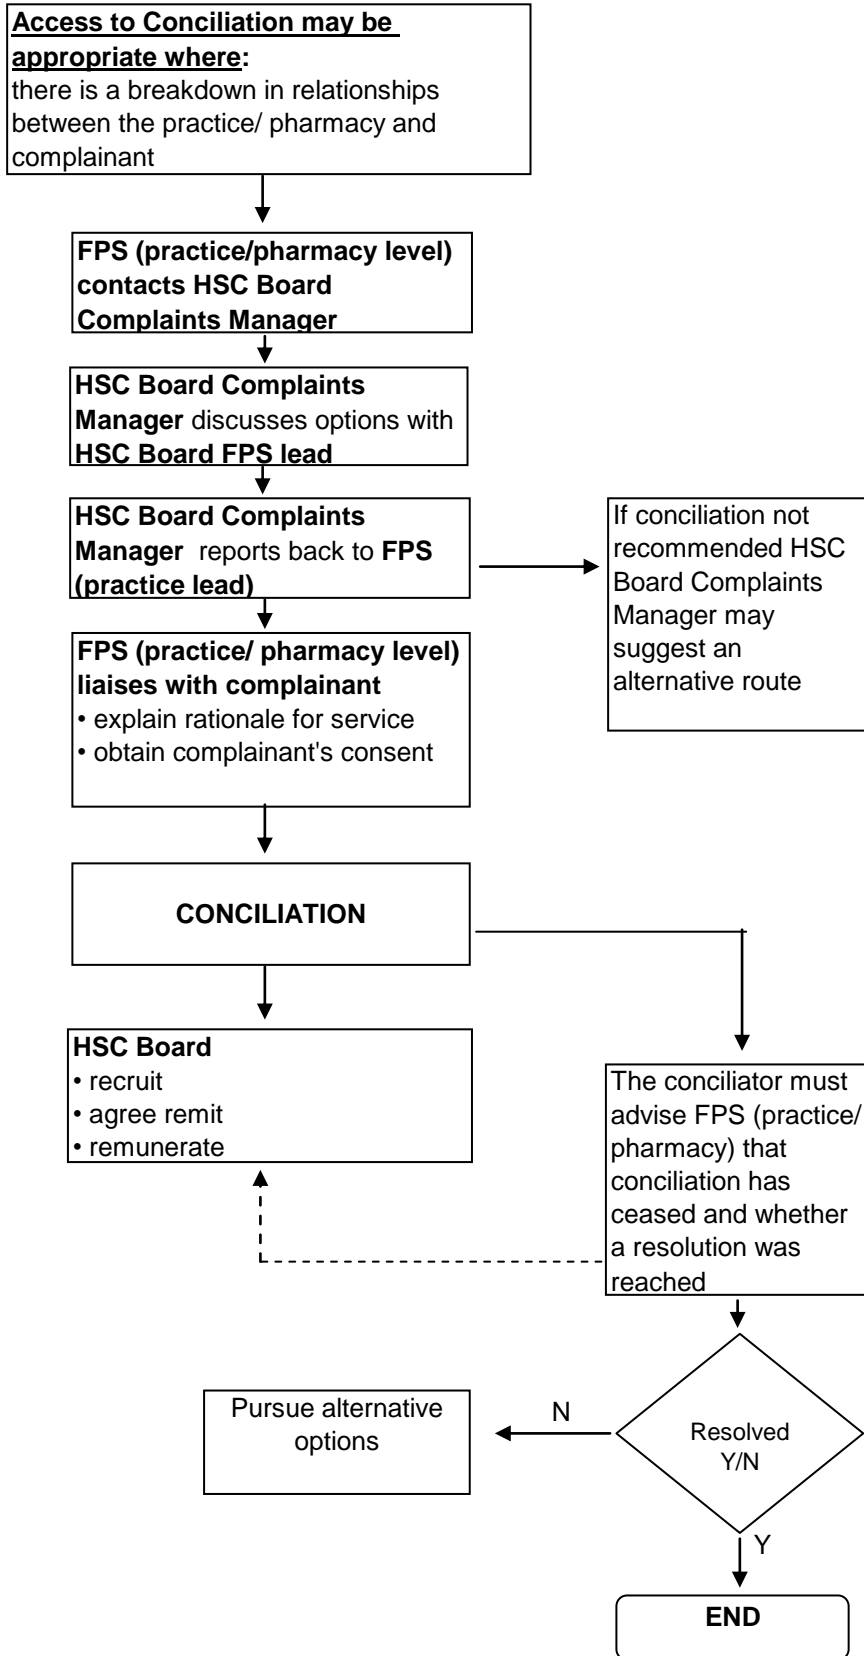 Access to Conciliation may be
appropriate where:
there is a breakdown in relationships
between the practice/ pharmacy and
complainant
FPS (practice/pharmacy level)
contacts HSC Board
Complaints Manager
HSC Board Complaints
Manager discusses options with
HSC Board FPS lead
HSC Board Complaints
Manager reports back to FPS
(practice lead)
If conciliation not
recommended HSC
Board Complaints
Manager may
suggest an
alternative route
FPS (practice/ pharmacy level)
liaises with complainant
• explain rationale for service
• obtain complainant's consent
CONCILIATION
HSC Board
• recruit
• agree remit
• remunerate
The conciliator must
advise FPS (practice/
pharmacy) that
conciliation has
ceased and whether
a resolution was
reached
Resolved
Y/N
N
Pursue alternative
options
Y
END